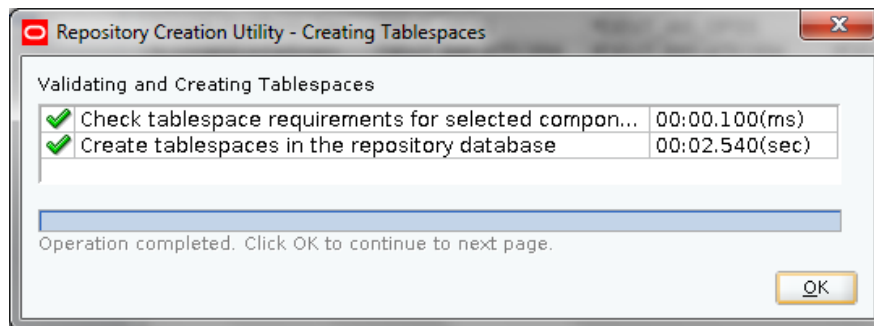 Repository Creation Utility - Creating Tablespaces
Validating and Creating Tablespaces
Check tablespace requirements for selected compon... 00:00.100(ms)
Create tablespaces in the repository database 00:02.540(sec)
Operation completed. Click OK to continue to next page.
OK